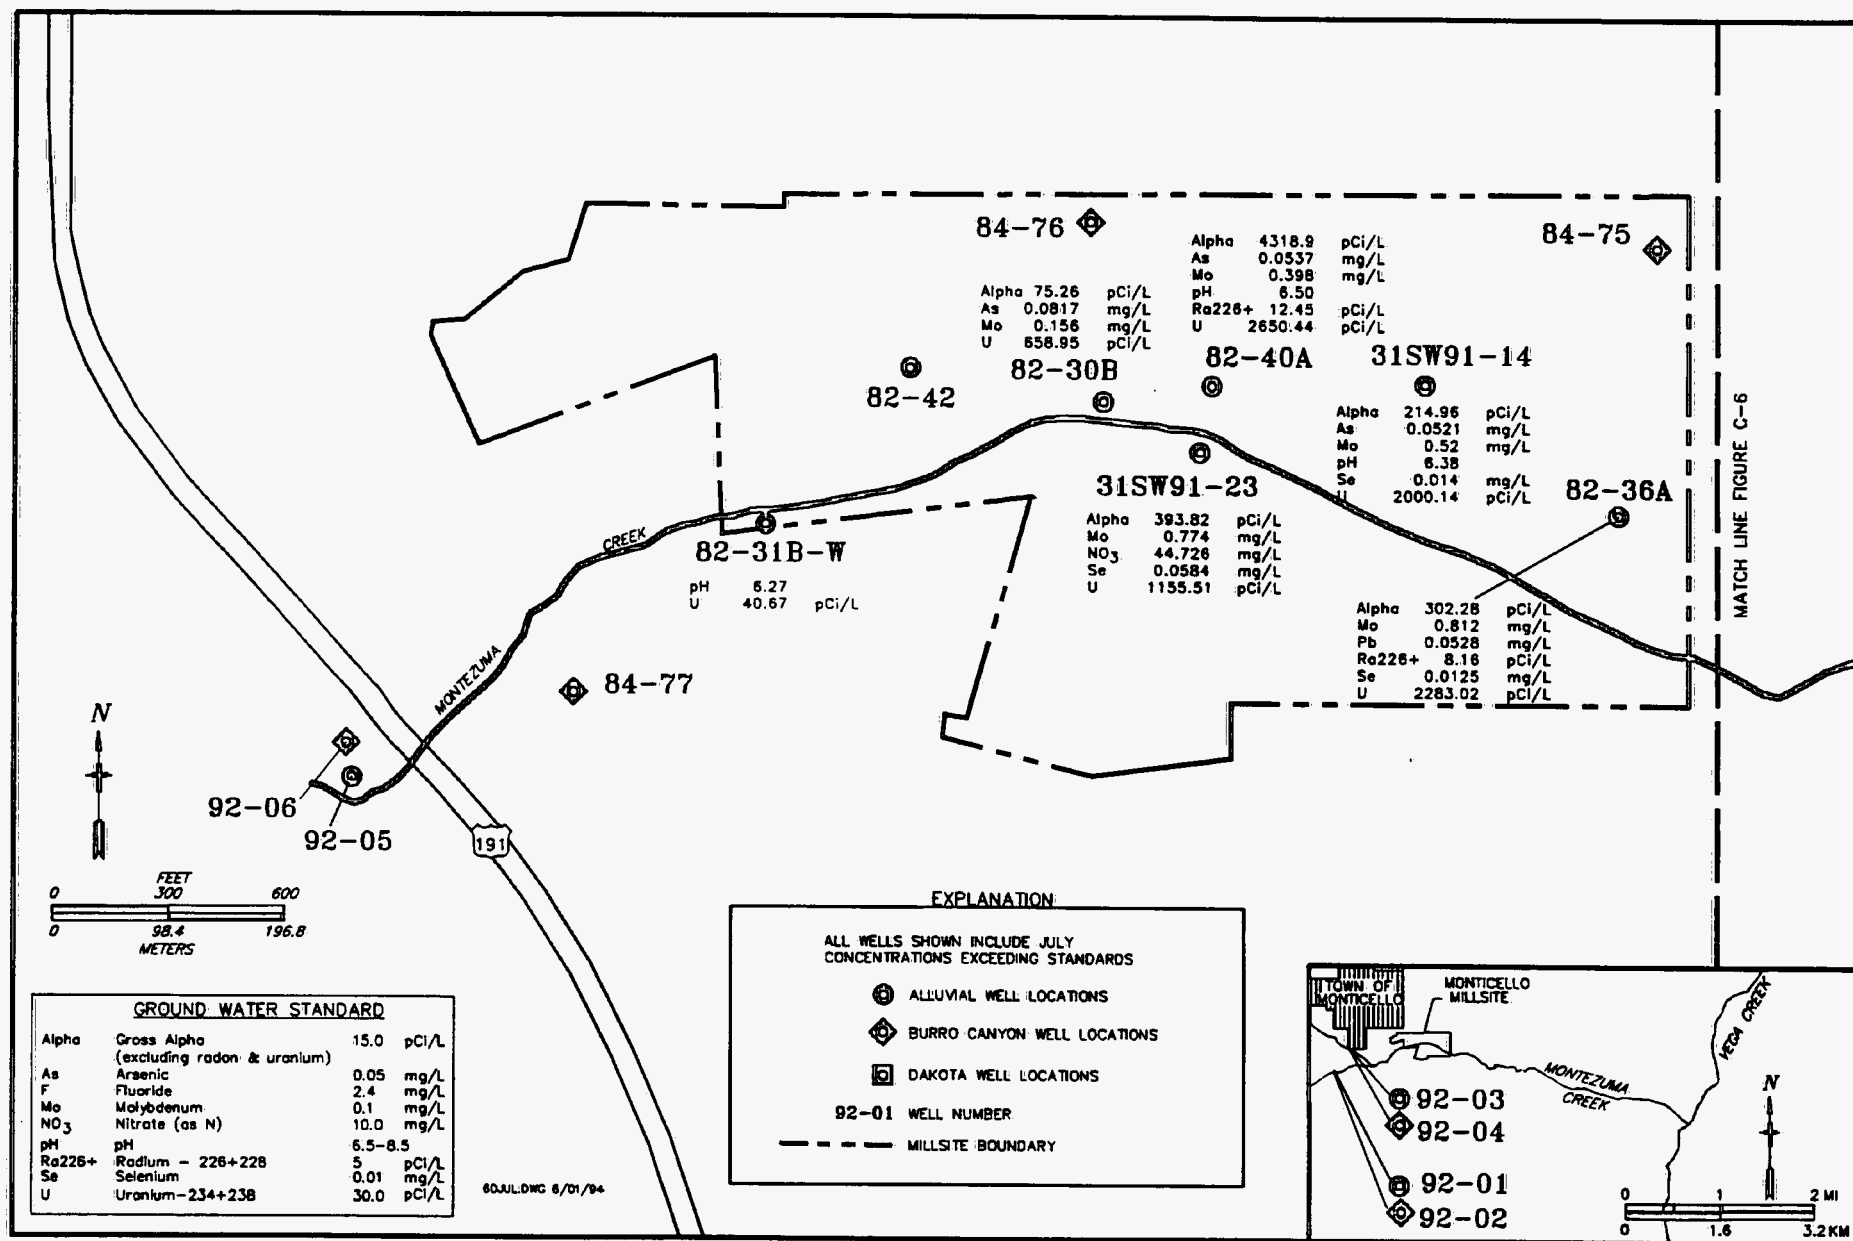 84-76
84-75
Alpha 4318.9 pCi/L
As 0.0537 mg/L
Mo 0.398 mg/L
pH 6.50
Ra226+ 12.45 pCi/L
U 2650.44 pCi/L
Alpha 75.26 pCi/L
As 0.0817 mg/L
Mo 0.156 mg/L
U 658.95 pCi/L
82-42
82-30B
82-40A
31SW91-14
Alpha 214.96 pCi/L
As 0.0521 mg/L
Mo 0.52 mg/L
pH 6.38
Se 0.014 mg/L
U 2000.14 pCi/L
82-36A
MATCH LINE FIGURE C-6
31SW91-23
Alpha 393.82 pCi/L
Mo 0.774 mg/L
NO3 44.726 mg/L
Se 0.0584 mg/L
U 1155.51 pCi/L
82-31B-W
pH 6.27
U 40.67 pCi/L
Alpha 302.28 pCi/L
Mo 0.812 mg/L
Pb 0.0528 mg/L
Ra226+ 8.16 pCi/L
Se 0.0125 mg/L
U 2283.02 pCi/L
MONTEZUMA CREEK
84-77
N
92-06
92-05
191
FEET
0 300 600
0 98.4 196.8
METERS
GROUND WATER STANDARD
Alpha Gross Alpha 15.0 pCi/L
(excluding radon & uranium)
As Arsenic 0.05 mg/L
F Fluoride 2.4 mg/L
Mo Molybdenum 0.1 mg/L
NO3 Nitrate (as N) 10.0 mg/L
pH pH 6.5-8.5
Ra226+ Radium - 226+228 5 pCi/L
Se Selenium 0.01 mg/L
U Uranium-234+238 30.0 pCi/L
60JUL.DWG 6/01/94
EXPLANATION
ALL WELLS SHOWN INCLUDE JULY
CONCENTRATIONS EXCEEDING STANDARDS
ALLUVIAL WELL LOCATIONS
BURRO CANYON WELL LOCATIONS
DAKOTA WELL LOCATIONS
92-01 WELL NUMBER
MILLSITE BOUNDARY
TOWN OF
MONTICELLO
MONTICELLO
MILLSITE
VEGA CREEK
MONTEZUMA
CREEK
N
92-03
92-04
92-01
92-02
0 1 2 MI
0 1.6 3.2 KM